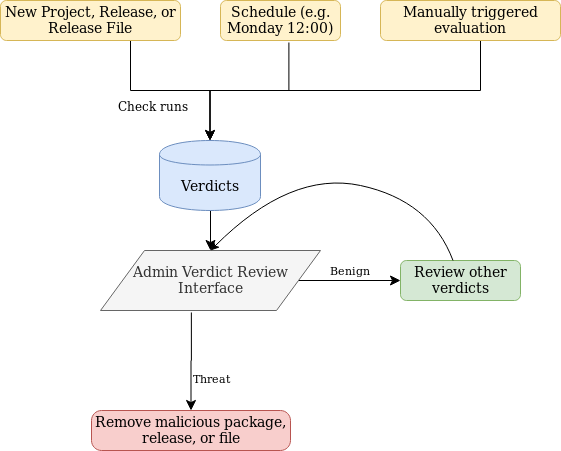 New Project, Release, or
Release File
Schedule (e.g.
Monday 12:00)
Manually triggered
evaluation
Check runs
Verdicts
Admin Verdict Review
Interface
Benign
Review other
verdicts
Threat
Remove malicious package,
release, or file